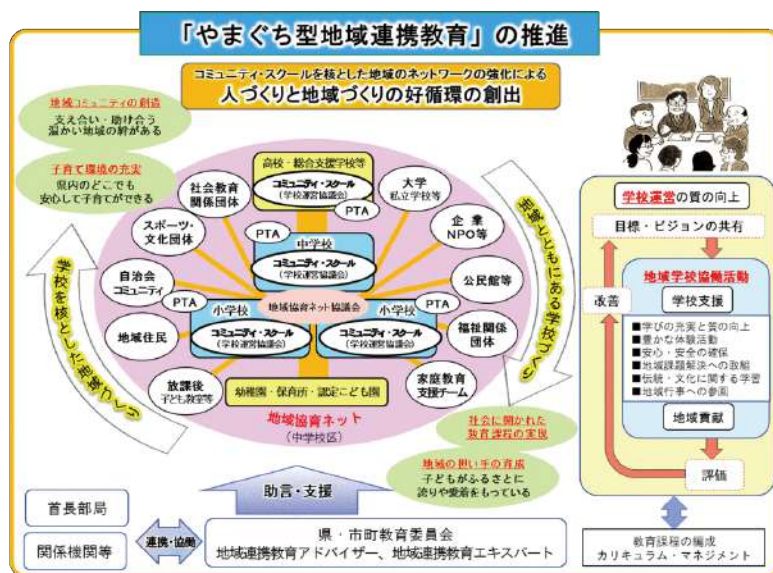 「やまぐち型地域連携教育」の推進
コミュニティ・スクールを核とした地域のネットワークの強化による
人づくりと地域づくりの好循環の創出
地域コミュニティの創造
支え合い・助け合う
温かい地域の絆がある
子育て環境の充実
県内のどこでも
安心して子育てができる
学校を核とした地域づくり
地域とともにある学校づくり
高校・総合支援学校等
コミュニティ・スクール
(学校運営協議会)
PTA
社会教育
関係団体
大学
私立学校等
スポーツ・
文化団体
PTA
中学校
コミュニティ・スクール
(学校運営協議会)
企業
NPO等
自治会
コミュニティ
公民館等
PTA
小学校
地域協育ネット協議会
小学校
PTA
コミュニティ・スクール
(学校運営協議会)
コミュニティ・スクール
(学校運営協議会)
地域住民
福祉関係
団体
放課後
子ども教室等
幼稚園・保育所・認定こども園
家庭教育
支援チーム
地域協育ネット
(中学校区)
社会に開かれた
教育課程の実現
地域の担い手の育成
子どもがふるさとに
誇りや愛着をもっている
助言・支援
首長部局
関係機関等
連携・協働
県・市町教育委員会
地域連携教育アドバイザー、地域連携教育エキスパート
学校運営の質の向上
目標・ビジョンの共有
地域学校協働活動
改善
学校支援
■学びの充実と質の向上
■豊かな体験活動
■安心・安全の確保
■地域課題解決への貢献
■伝統・文化に関する学習
■地域行事への参画
地域貢献
評価
教育課程の編成
カリキュラム・マネジメント